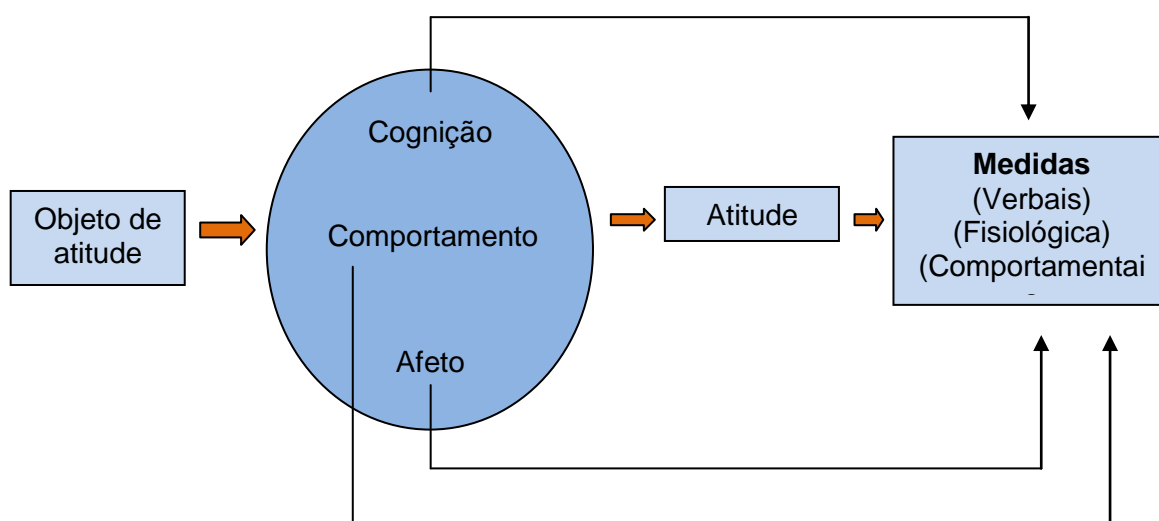 Cognição
Objeto de
atitude
Comportamento
Afeto
Atitude
Medidas
(Verbais)
(Fisiológica)
(Comportamentai